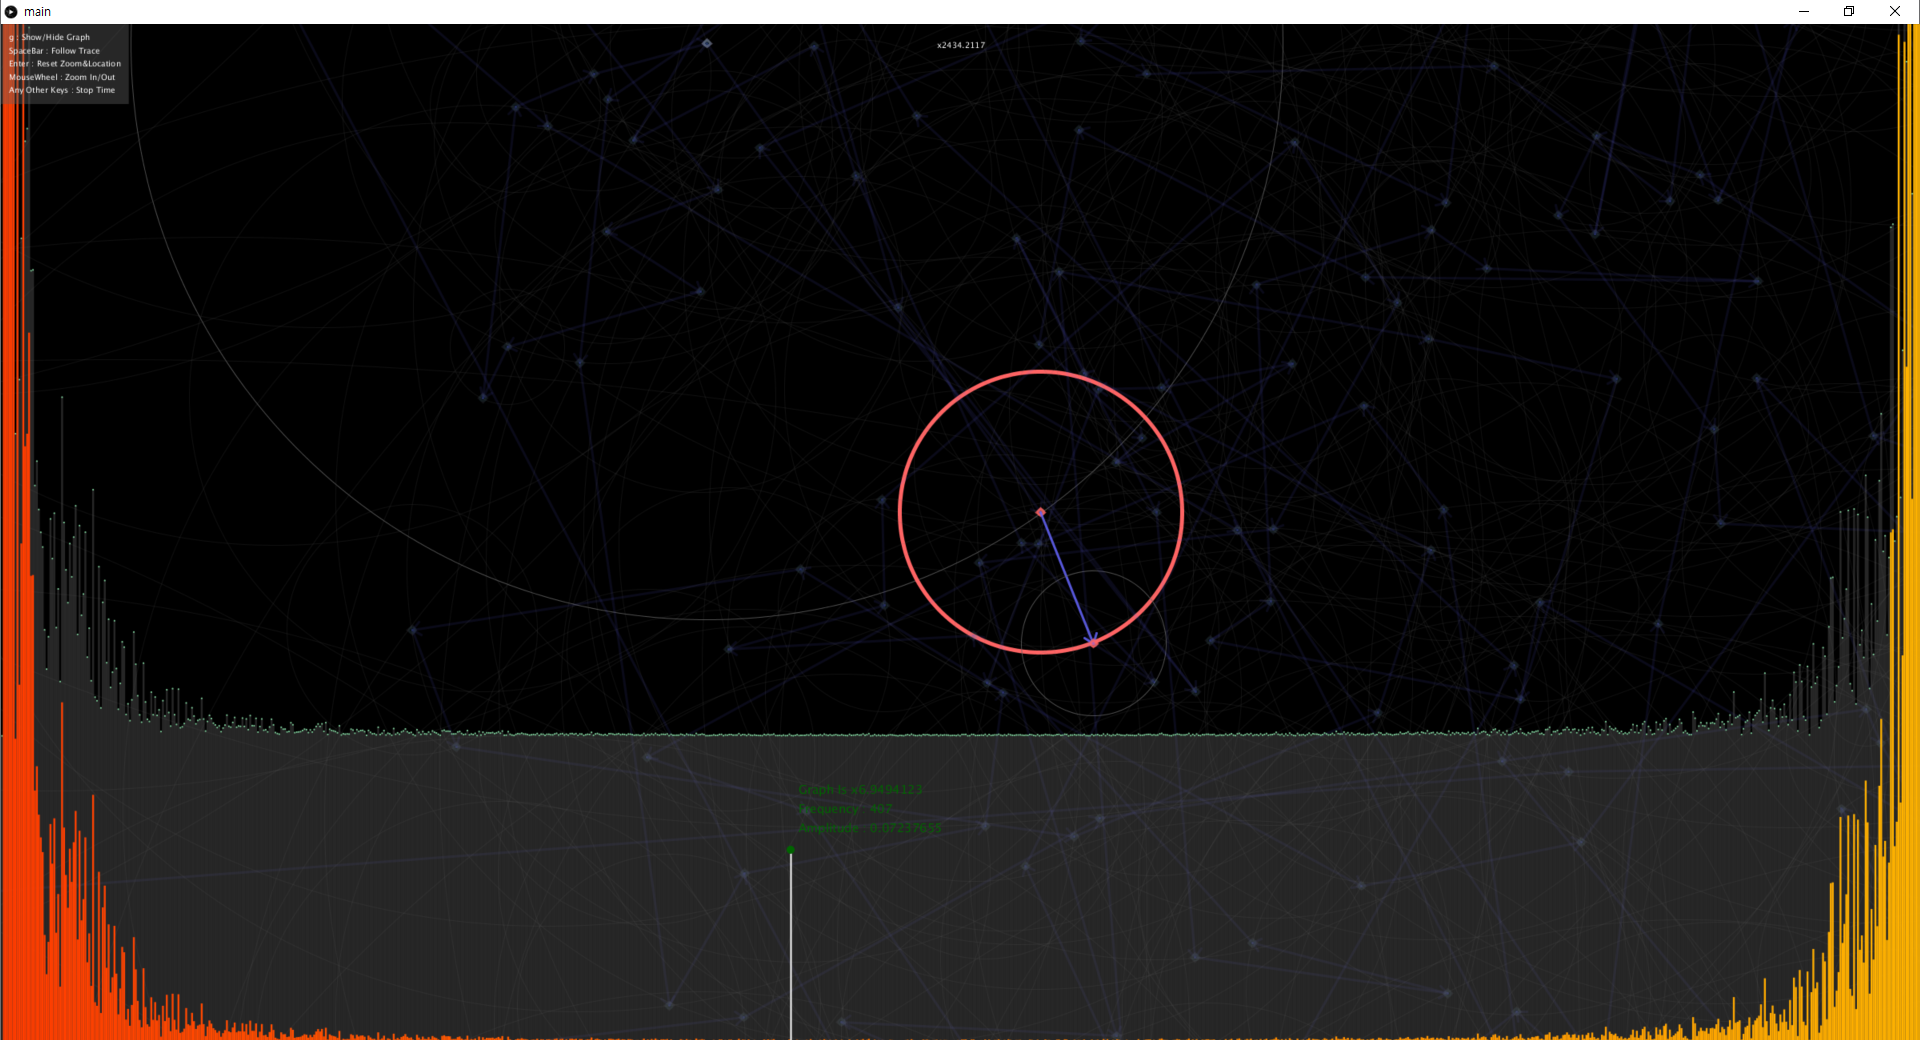 main
g : Show/Hide Graph
SpaceBar : Follow Trace
Enter : Reset Zoom&Location
MouseWheel : Zoom In/Out
Any Other Keys : Stop Time
x2434.2117
Graph is x6.8494123
Frequency : 407
Amplitude : 0.07237655